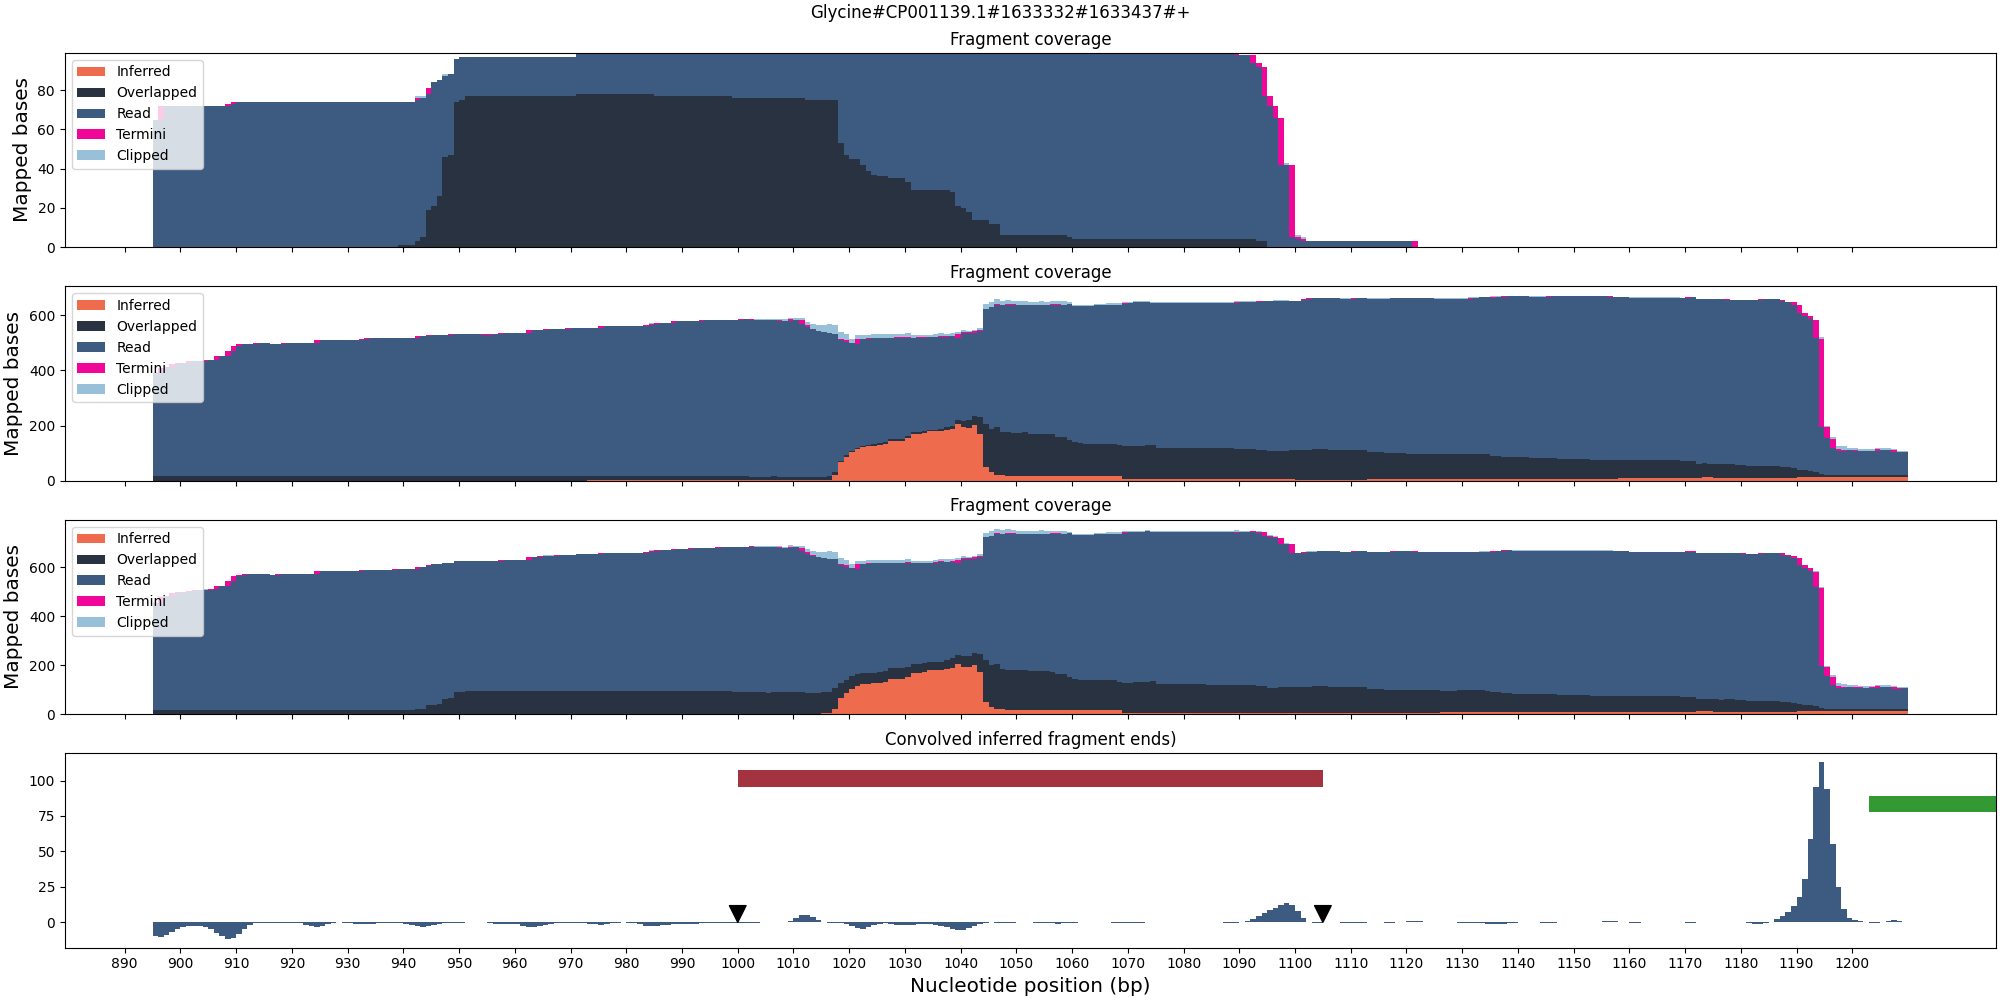 Glycine#CP001139.1#1633332#1633437#+
Fragment coverage
Mapped bases
80
60
40
20
0
Inferred
Overlapped
Read
Termini
Clipped
Fragment coverage
Mapped bases
600
400
200
0
Inferred
Overlapped
Read
Termini
Clipped
Fragment coverage
Mapped bases
600
400
200
0
Inferred
Overlapped
Read
Termini
Clipped
Convolved inferred fragment ends)
100
75
50
25
0
890 900 910 920 930 940 950 960 970 980 990 1000 1010 1020 1030 1040 1050 1060 1070 1080 1090 1100 1110 1120 1130 1140 1150 1160 1170 1180 1190 1200
Nucleotide position (bp)